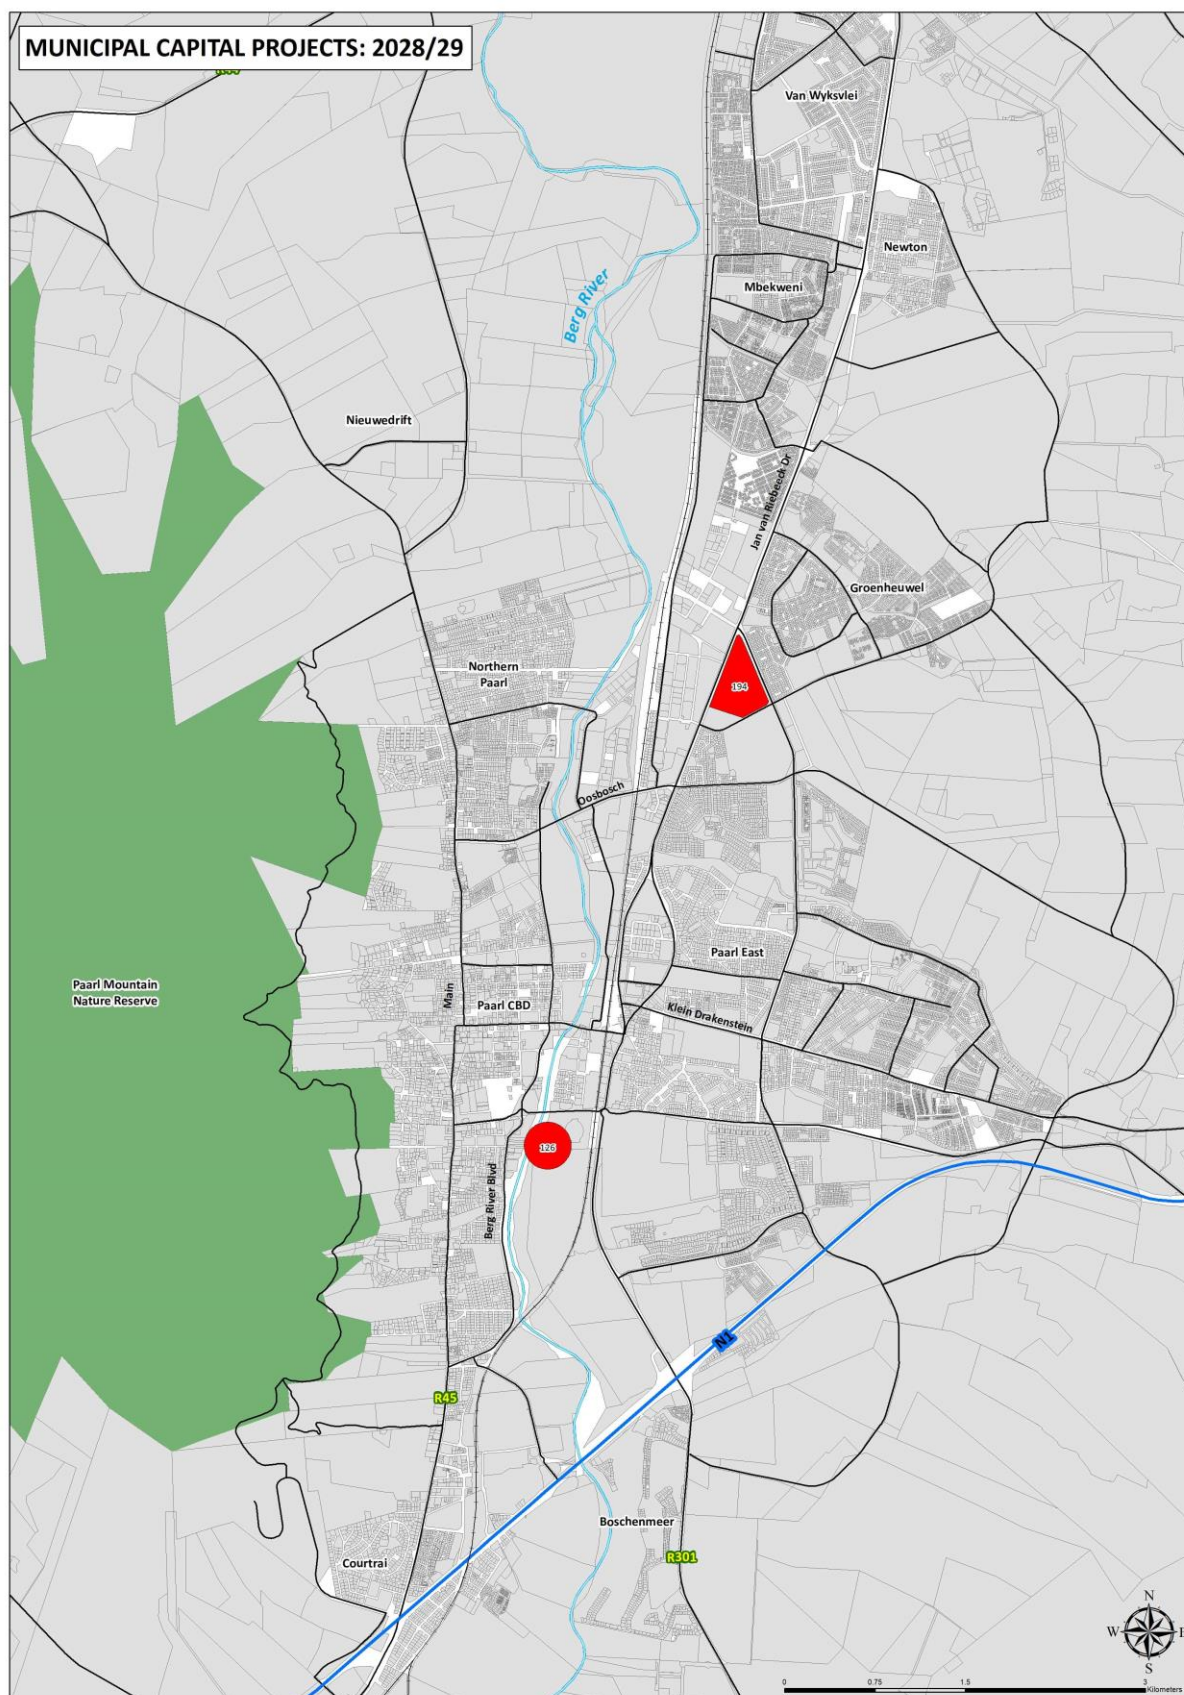 MUNICIPAL CAPITAL PROJECTS: 2028/29
Van Wyksvlei
Newton
Mbekweni
Berg River
Nieuwedrift
Jan van Riebeeck Dr
Groenheuwel
Northern
Paarl
194
Oosbosch
Paarl East
Paarl Mountain
Nature Reserve
Main
Paarl CBD
Klein Drakenstein
126
Berg River Blvd
N1
R45
Boschenmeer
R301
Courtrai
N
W E
S
0 0.75 1.5 3
Kilometers